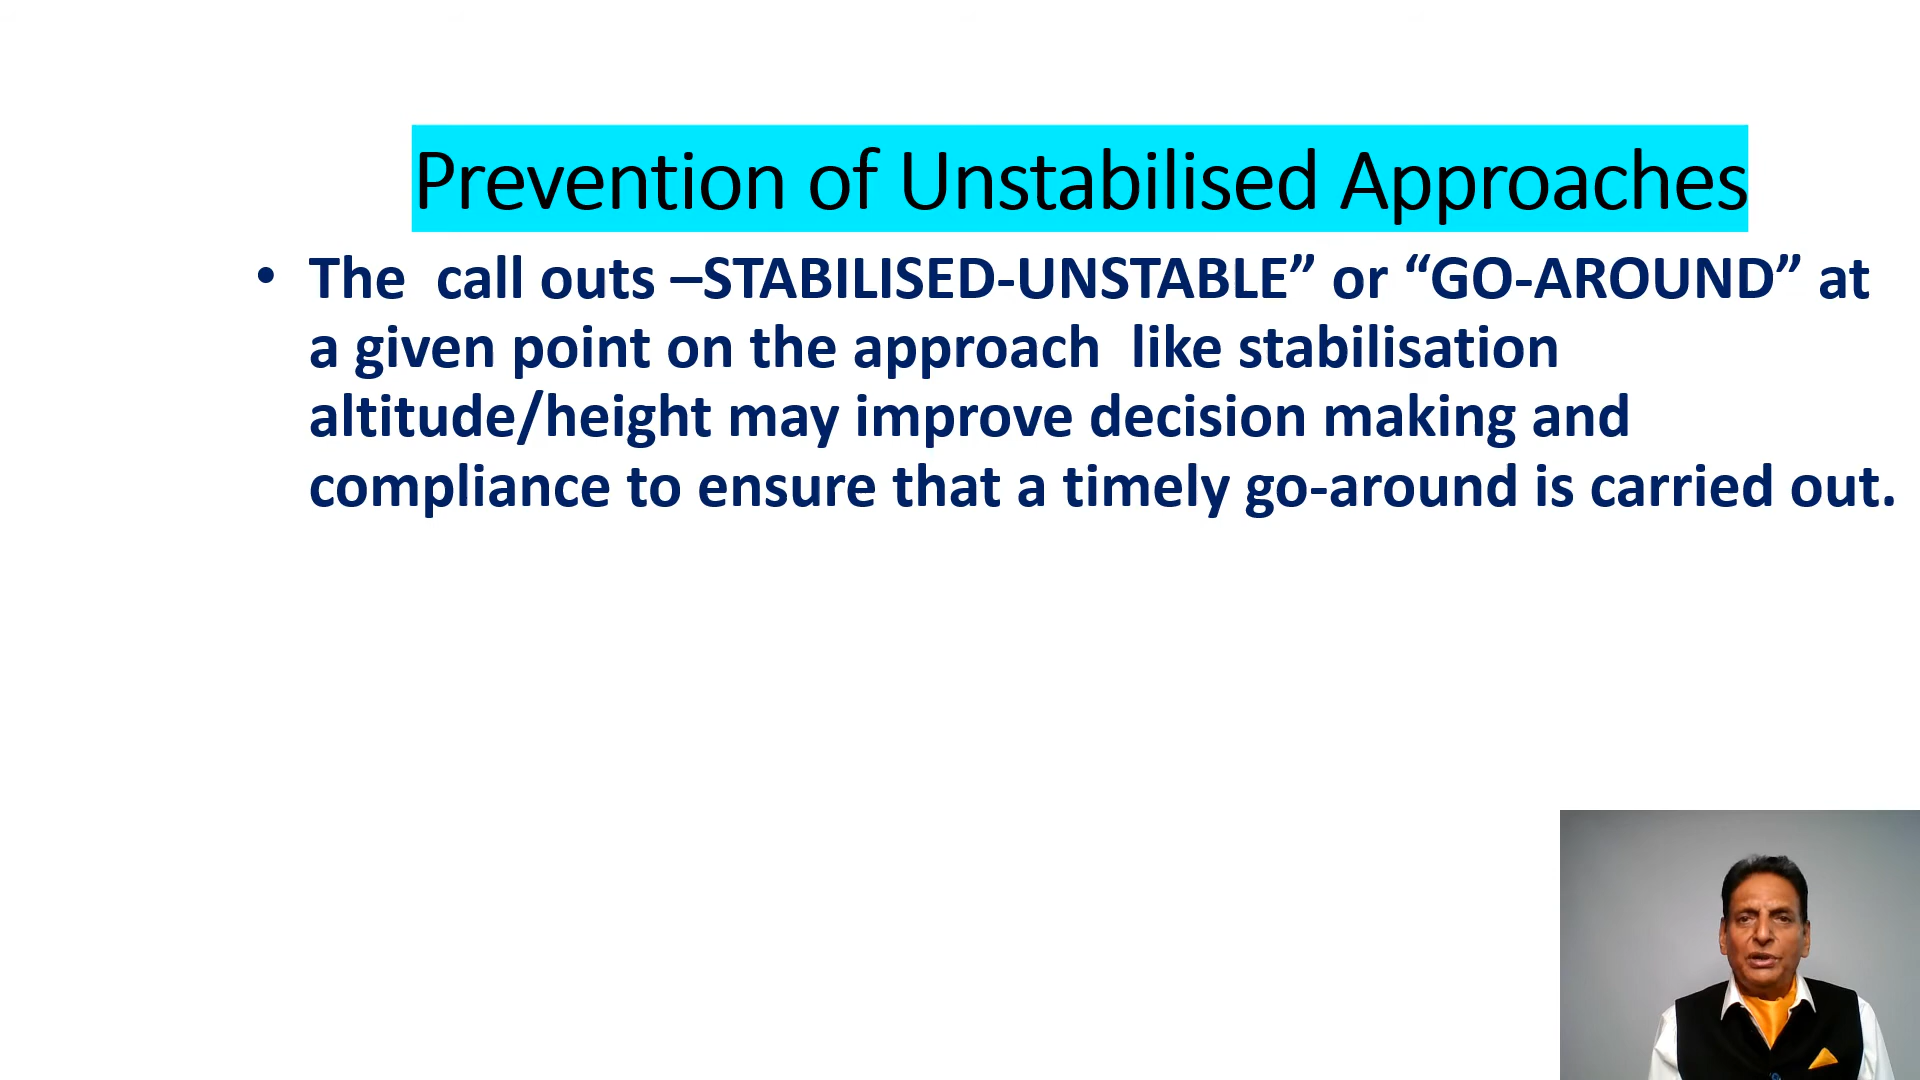 Prevention of Unstabilised Approaches
• The  call outs –STABILISED-UNSTABLE” or “GO-AROUND” at
a given point on the approach  like stabilisation
altitude/height may improve decision making and
compliance to ensure that a timely go-around is carried out.